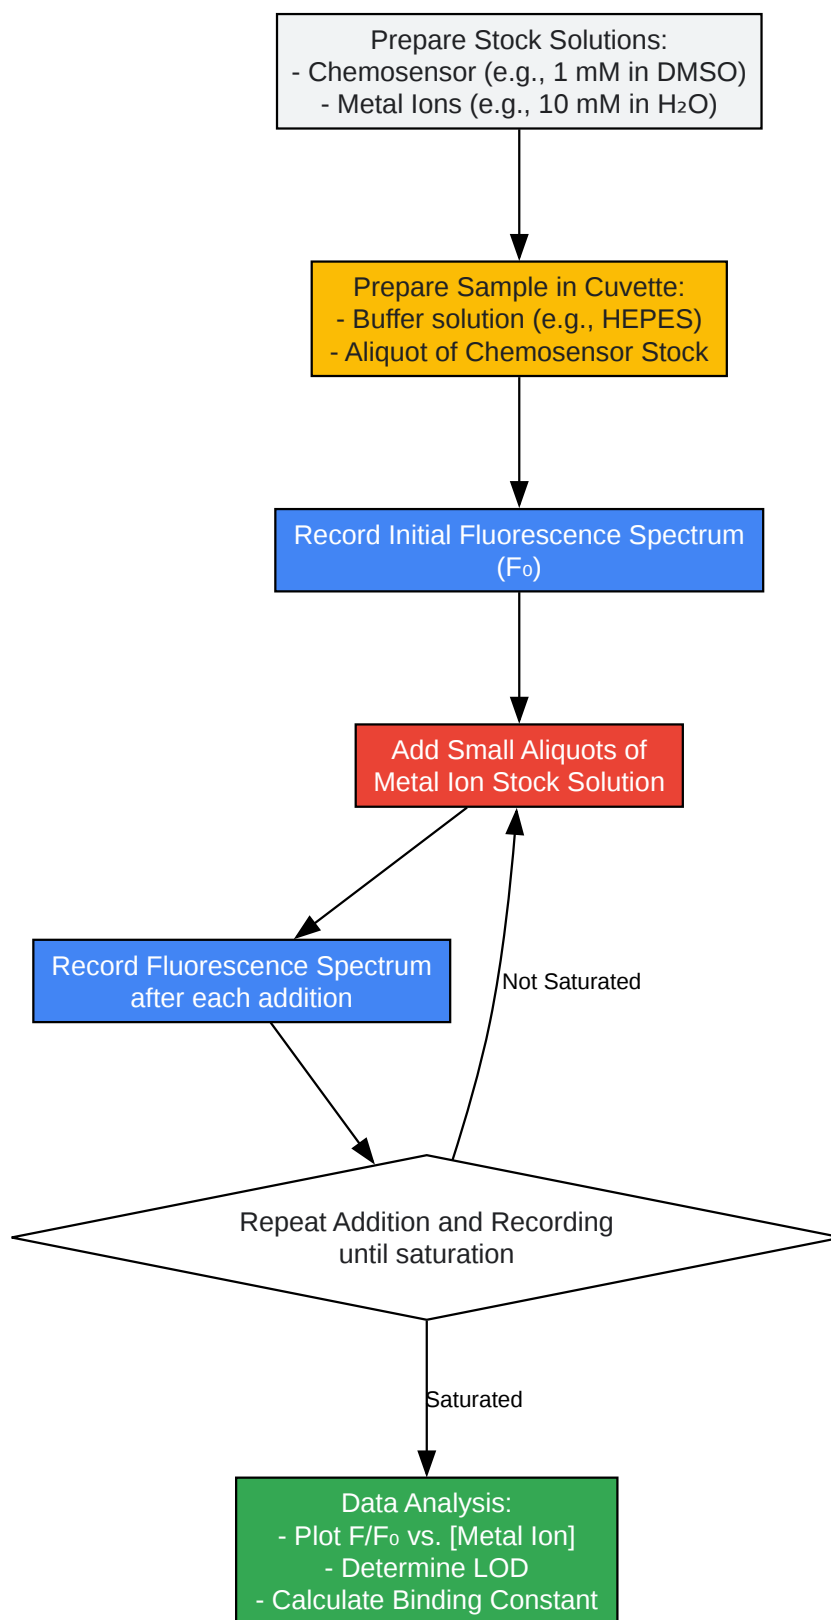 Prepare Stock Solutions:
- Chemosensor (e.g., 1 mM in DMSO)
- Metal Ions (e.g., 10 mM in H₂O)
Prepare Sample in Cuvette:
- Buffer solution (e.g., HEPES)
- Aliquot of Chemosensor Stock
Record Initial Fluorescence Spectrum
(F₀)
Add Small Aliquots of
Metal Ion Stock Solution
Record Fluorescence Spectrum
after each addition
Not Saturated
Repeat Addition and Recording
until saturation
Saturated
Data Analysis:
- Plot F/F₀ vs. [Metal Ion]
- Determine LOD
- Calculate Binding Constant